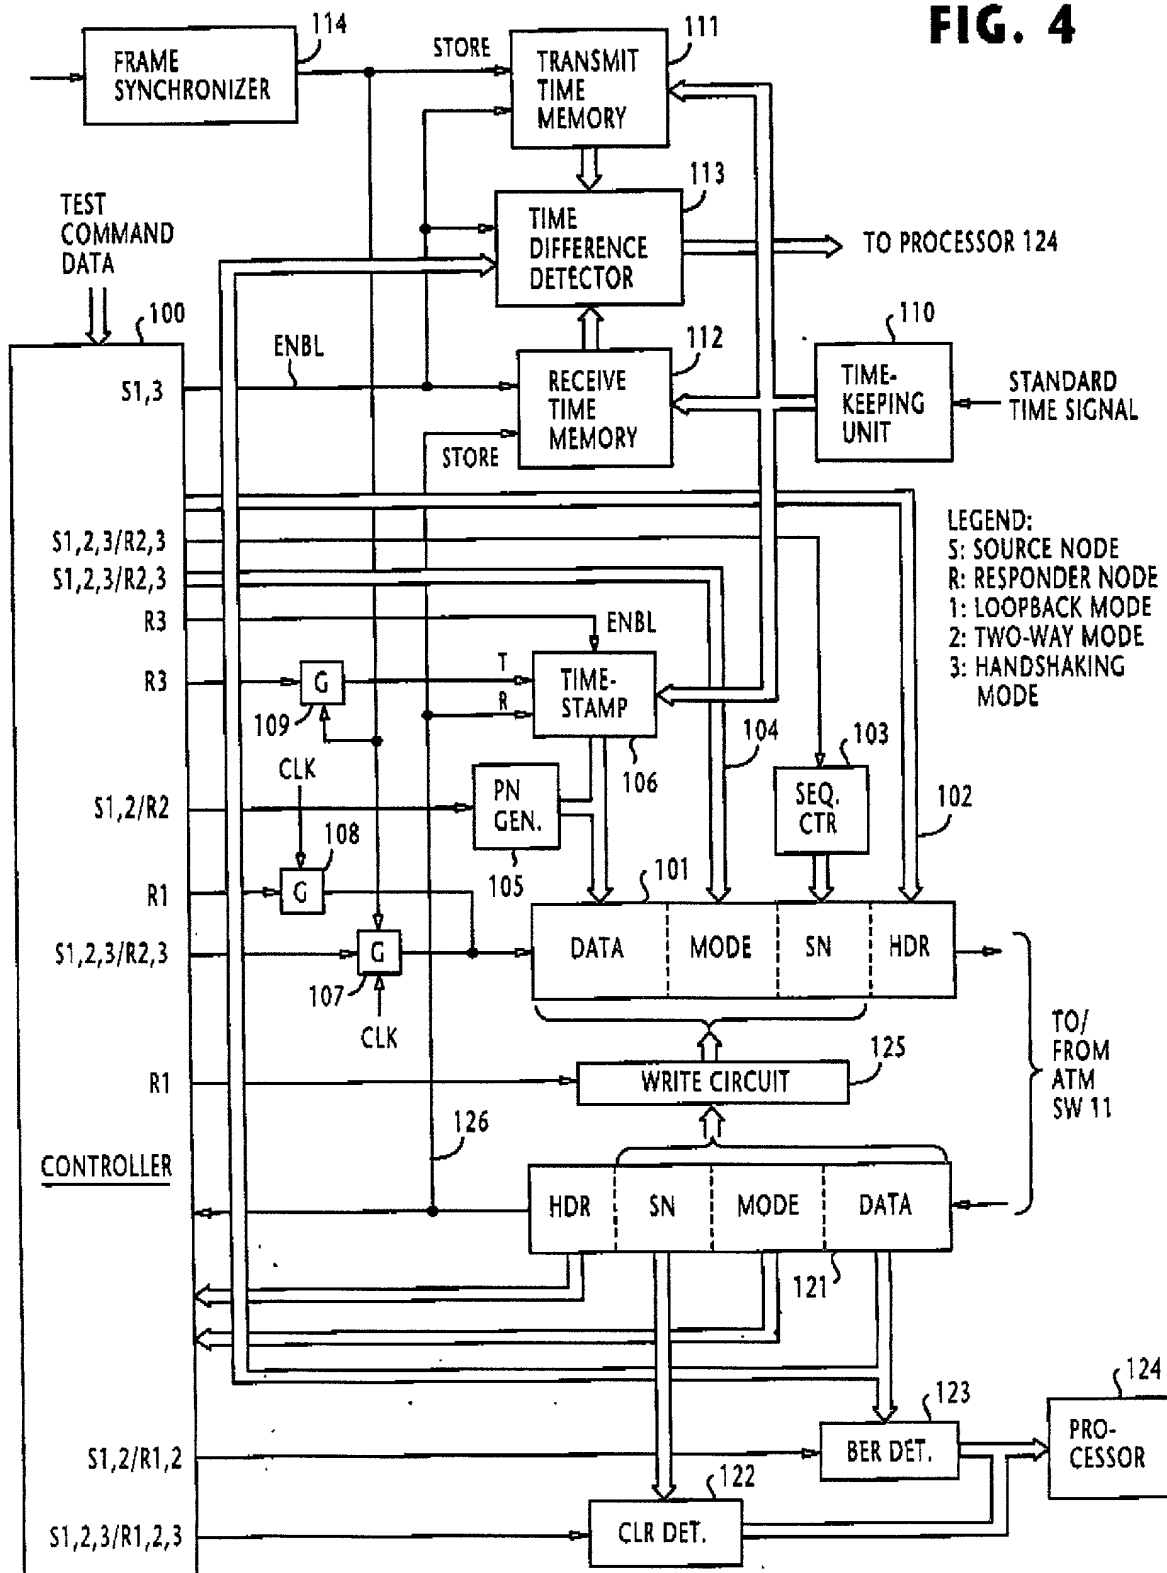 FIG. 4
114
FRAME
SYNCHRONIZER
STORE
111
TRANSMIT
TIME
MEMORY
TEST
COMMAND
DATA
113
TIME
DIFFERENCE
DETECTOR
TO PROCESSOR 124
100
S1,3
ENBL
112
RECEIVE
TIME
MEMORY
STORE
110
TIME-
KEEPING
UNIT
STANDARD
TIME SIGNAL
S1,2,3/R2,3
S1,2,3/R2,3
LEGEND:
S: SOURCE NODE
R: RESPONDER NODE
1: LOOPBACK MODE
2: TWO-WAY MODE
3: HANDSHAKING
MODE
R3
ENBL
R3
G
109
T
R
TIME-
STAMP
106
104
103
SEQ.
CTR
102
CLK
S1,2/R2
PN
GEN.
105
108
R1
G
101
S1,2,3/R2,3
G
107
CLK
DATA
MODE
SN
HDR
TO/
FROM
ATM
SW 11
R1
WRITE CIRCUIT
125
126
CONTROLLER
HDR
SN
MODE
DATA
121
123
124
S1,2/R1,2
BER DET.
PRO-
CESSOR
122
S1,2,3/R1,2,3
CLR DET.